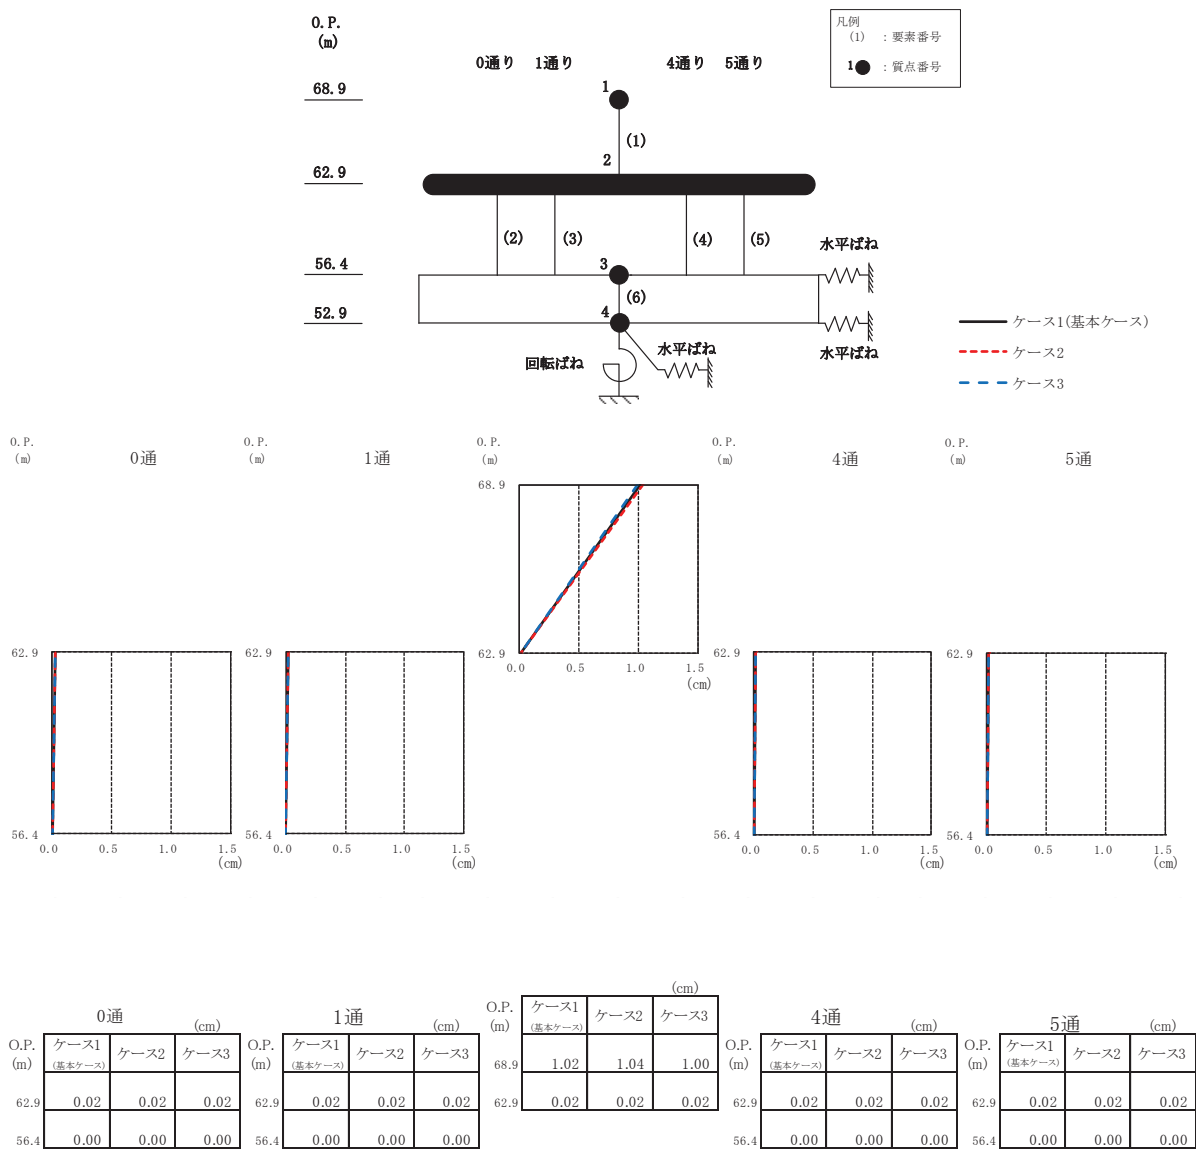 O.P.
(m)
凡例
(1) : 要素番号
1 : 質点番号
0通り 1通り 4通り 5通り
68.9
1
(1)
2
62.9
(2) (3) (4) (5)
水平ばね
56.4
3
(6)
52.9
4
水平ばね
水平ばね
回転ばね
ケース1(基本ケース)
ケース2
ケース3
O.P.
(m)
0通
O.P.
(m)
1通
O.P.
(m)
O.P.
(m)
4通
O.P.
(m)
5通
68.9
62.9
0.0 0.5 1.0 1.5
(cm)
62.9
56.4
0.0 0.5 1.0 1.5
(cm)
62.9
56.4
0.0 0.5 1.0 1.5
(cm)
62.9
56.4
0.0 0.5 1.0 1.5
(cm)
62.9
56.4
0.0 0.5 1.0 1.5
(cm)
0通 (cm)
O.P.
(m)
ケース1
(基本ケース)
ケース2 ケース3
62.9 0.02 0.02 0.02
56.4 0.00 0.00 0.00
1通 (cm)
O.P.
(m)
ケース1
(基本ケース)
ケース2 ケース3
62.9 0.02 0.02 0.02
56.4 0.00 0.00 0.00
(cm)
O.P.
(m)
ケース1
(基本ケース)
ケース2 ケース3
68.9 1.02 1.04 1.00
62.9 0.02 0.02 0.02
4通 (cm)
O.P.
(m)
ケース1
(基本ケース)
ケース2 ケース3
62.9 0.02 0.02 0.02
56.4 0.00 0.00 0.00
5通 (cm)
O.P.
(m)
ケース1
(基本ケース)
ケース2 ケース3
62.9 0.02 0.02 0.02
56.4 0.00 0.00 0.00